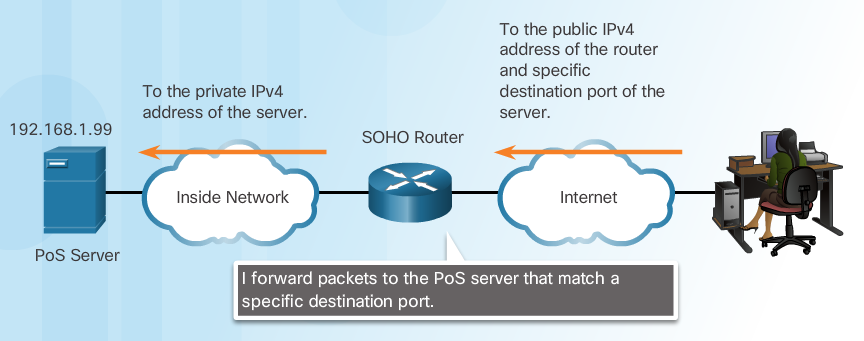 To the public IPv4
address of the router
and specific
destination port of the
server.
To the private IPv4
address of the server.
192.168.1.99
SOHO Router
Inside Network
Internet
PoS Server
I forward packets to the PoS server that match a
specific destination port.